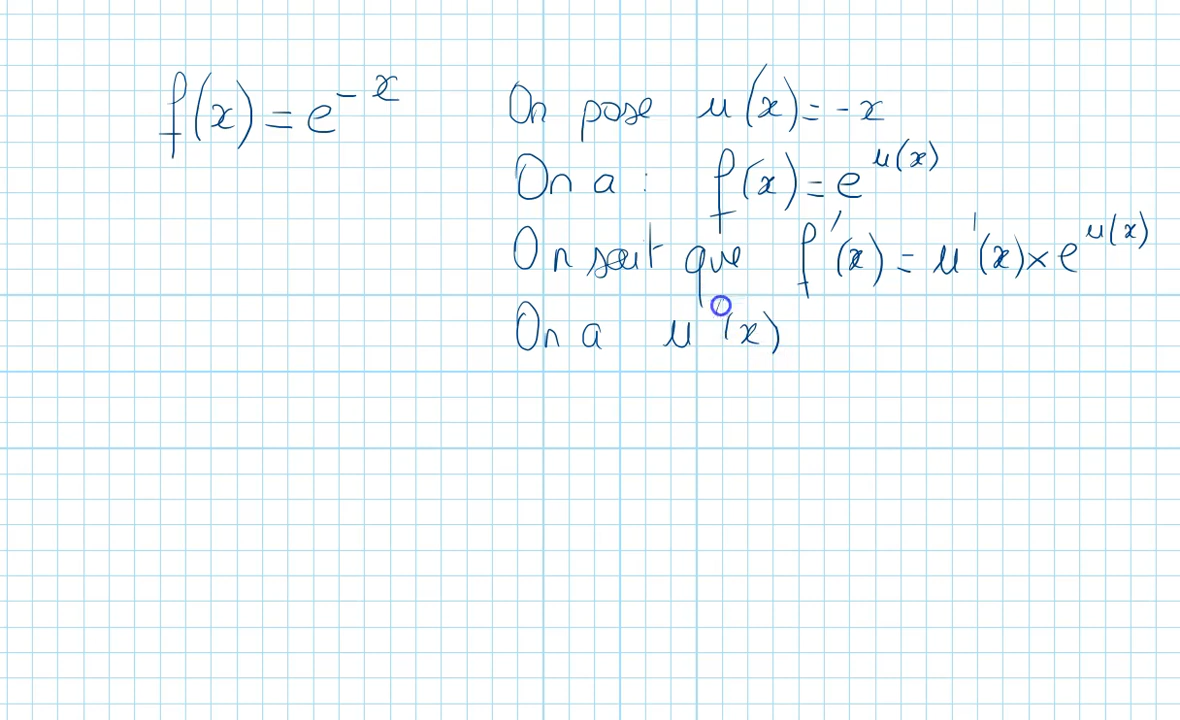 f(x) = e^{-x}
On pose u(x) = -x
On a : f(x) = e^{u(x)}
On sait que f'(x) = u'(x) × e^{u(x)}
On a u'(x)